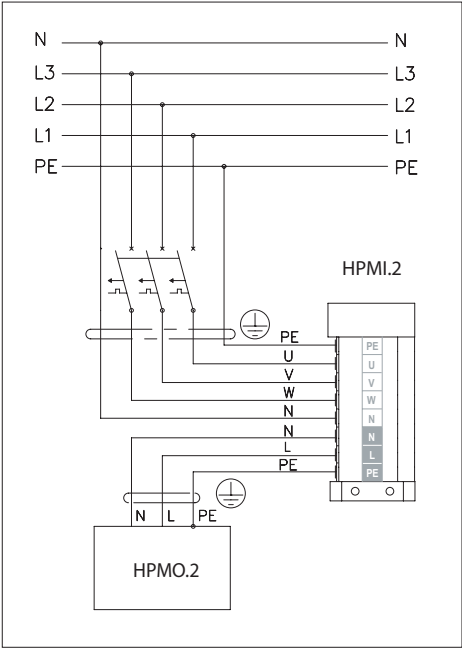 N N
L3 L3
L2 L2
L1 L1
PE PE
HPMI.2
PE PE
U U
V V
W W
N N
N N
L L
PE PE
N L PE
HPMO.2